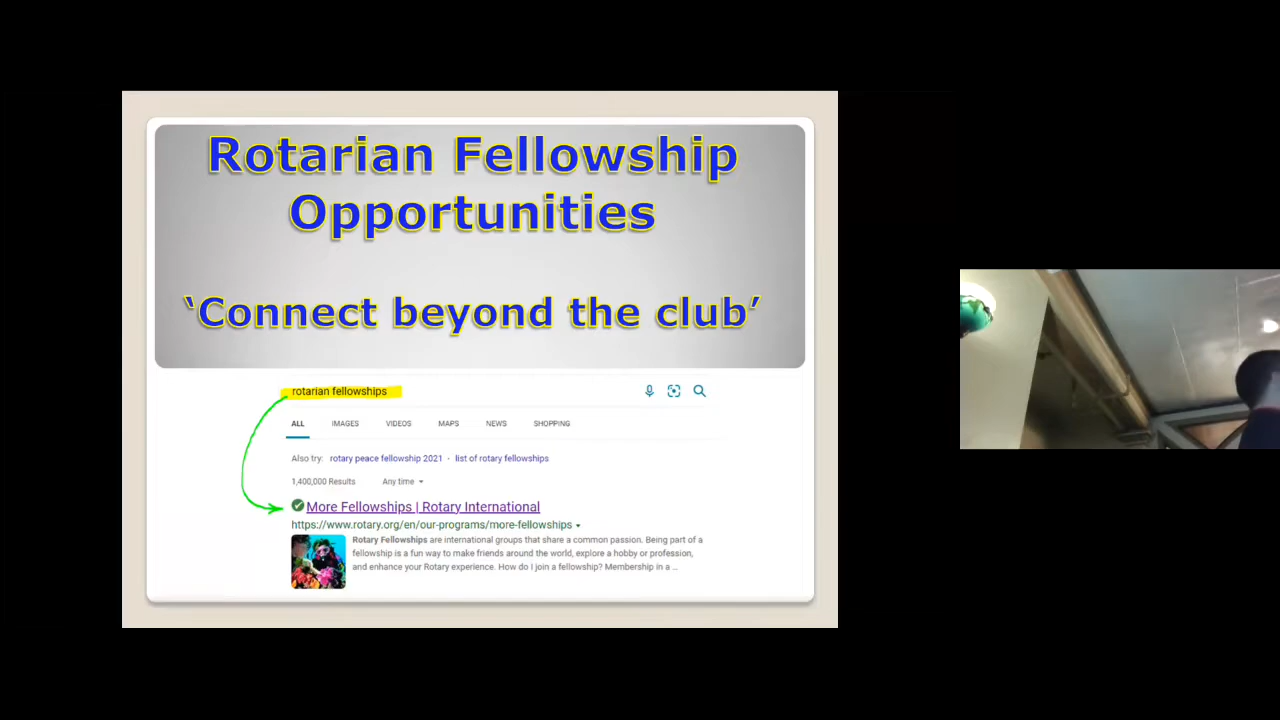 Rotarian Fellowship
Opportunities
‘Connect beyond the club’
rotarian fellowships
ALL IMAGES VIDEOS MAPS NEWS SHOPPING
Also try: rotary peace fellowship 2021 · list of rotary fellowships
1,400,000 Results Any time
More Fellowships | Rotary International
https://www.rotary.org/en/our-programs/more-fellowships
Rotary Fellowships are international groups that share a common passion. Being part of a
fellowship is a fun way to make friends around the world, explore a hobby or profession,
and enhance your Rotary experience. How do I join a fellowship? Membership in a ...